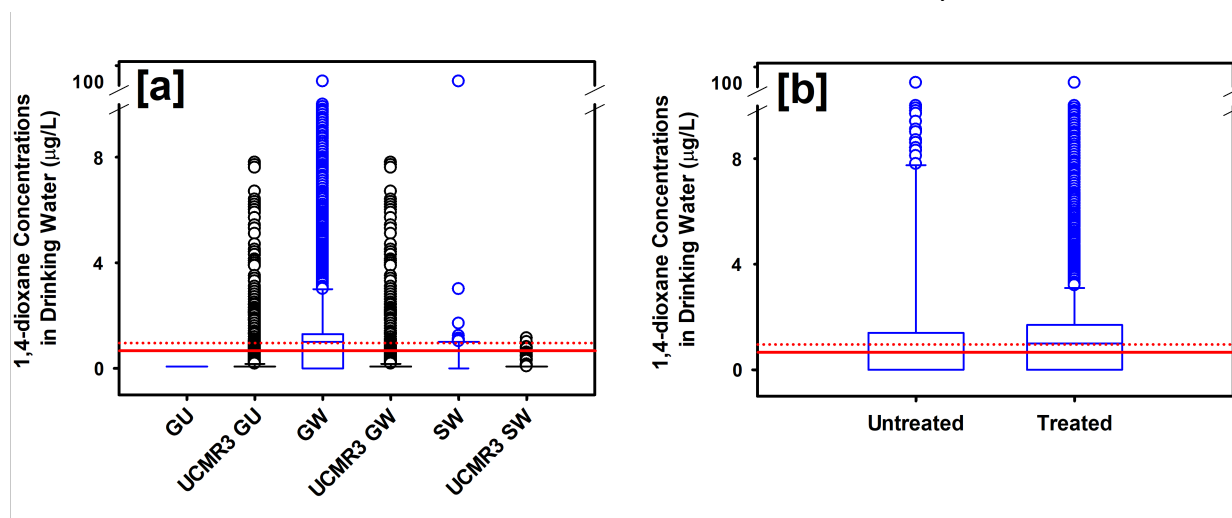 [a]
100
8
4
0
1,4-dioxane Concentrations
in Drinking Water (µg/L)
GU
UCMR3 GU
GW
UCMR3 GW
SW
UCMR3 SW
[b]
100
8
4
0
1,4-dioxane Concentrations
in Drinking Water (µg/L)
Untreated
Treated